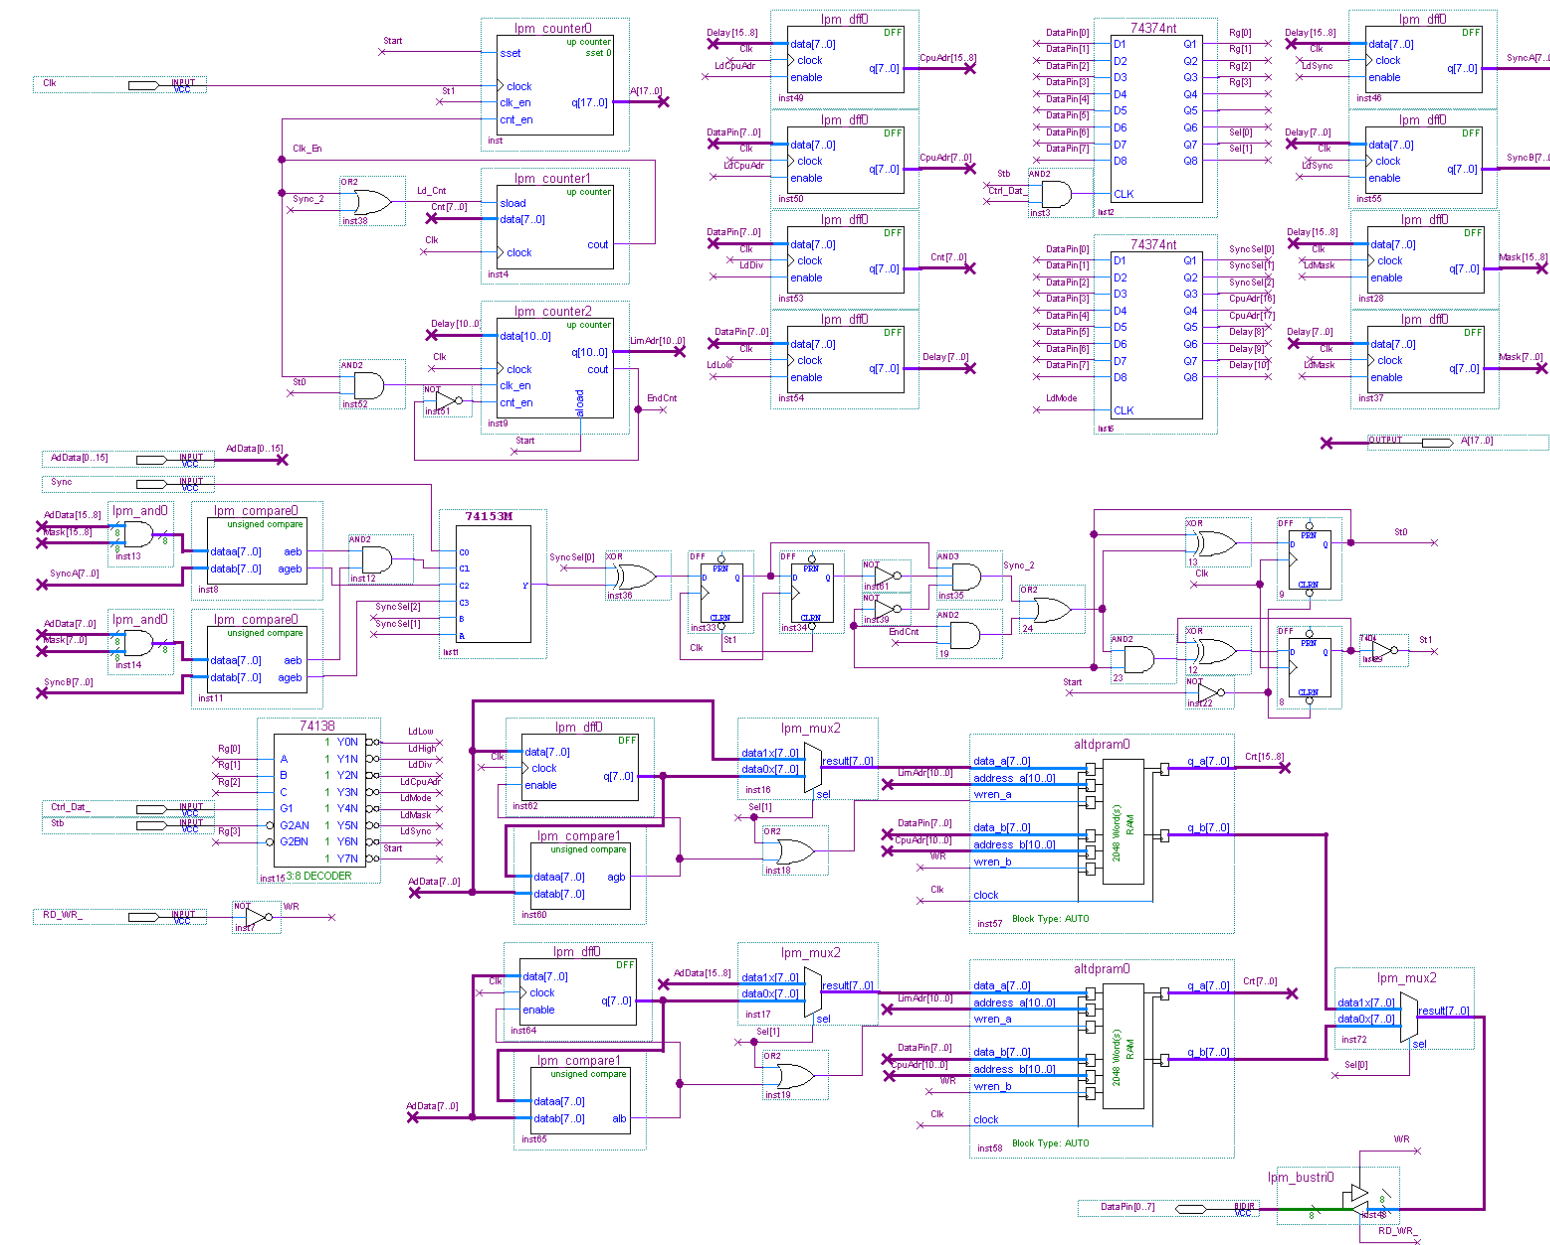 lpm_counter0
up counter
sset 0
Start
sset
Clk
INPUT
VCC
clock
St1
clk_en
q[17..0]
A[17..0]
cnt_en
inst
Clk_En
lpm_counter1
OR2
Sync_2
inst38
Ld_Cnt
sload
Cnt[7..0]
data[7..0]
cout
Clk
clock
inst4
lpm_counter2
up counter
Delay[10..0]
data[10..0]
q[10..0]
LimAdr[10..0]
cout
Clk
clock
AND2
St0
inst52
clk_en
NOT
inst51
cnt_en
aload
inst9
EndCnt
Start
lpm_dff0
DFF
Delay[15..8]
data[7..0]
Clk
clock
LdCpuAdr
enable
q[7..0]
CpuAdr[15..8]
inst49
lpm_dff0
DFF
DataPin[7..0]
data[7..0]
Clk
clock
LdCpuAdr
enable
q[7..0]
CpuAdr[7..0]
inst50
lpm_dff0
DFF
DataPin[7..0]
data[7..0]
Clk
clock
LdDiv
enable
q[7..0]
Cnt[7..0]
inst53
lpm_dff0
DFF
DataPin[7..0]
data[7..0]
Clk
clock
LdLow
enable
q[7..0]
Delay[7..0]
inst54
74374nt
DataPin[0] D1 Q1 Rg[0]
DataPin[1] D2 Q2 Rg[1]
DataPin[2] D3 Q3 Rg[2]
DataPin[3] D4 Q4 Rg[3]
DataPin[4] D5 Q5
DataPin[5] D6 Q6
DataPin[6] D7 Q7 Sel[0]
DataPin[7] D8 Q8 Sel[1]
Stb
AND2
Ctrl_Dat_
inst3
CLK
inst2
74374nt
DataPin[0] D1 Q1 SyncSel[0]
DataPin[1] D2 Q2 SyncSel[1]
DataPin[2] D3 Q3 SyncSel[2]
DataPin[3] D4 Q4 CpuAdr[16]
DataPin[4] D5 Q5 CpuAdr[17]
DataPin[5] D6 Q6 Delay[8]
DataPin[6] D7 Q7 Delay[9]
DataPin[7] D8 Q8 Delay[10]
LdMode
CLK
lpm_dff0
DFF
Delay[15..8]
data[7..0]
Clk
clock
LdSync
enable
q[7..0]
inst46
lpm_dff0
DFF
Delay[7..0]
data[7..0]
Clk
clock
LdSync
enable
q[7..0]
inst55
lpm_dff0
DFF
Delay[15..8]
data[7..0]
Clk
clock
LdMask
enable
q[7..0]
Mask[15..8]
inst28
lpm_dff0
DFF
Delay[7..0]
data[7..0]
Clk
clock
LdMask
enable
q[7..0]
Mask[7..0]
inst37
OUTPUT
A[17..0]
AdData[0..15]
INPUT
VCC
AdData[0..15]
Sync
INPUT
VCC
lpm_and0
AdData[15..8]
Mask[15..8]
8
8
8
inst13
SyncA[7..0]
lpm_compare0
unsigned compare
dataa[7..0]
aeb
datab[7..0]
ageb
inst8
AND2
inst12
lpm_and0
AdData[7..0]
Mask[7..0]
8
8
8
inst14
SyncB[7..0]
lpm_compare0
unsigned compare
dataa[7..0]
aeb
datab[7..0]
ageb
inst11
74153M
C0
C1
C2
C3
B
A
Y
SyncSel[2]
SyncSel[1]
inst1
SyncSel[0]
XOR
inst36
DFF
PRN
D
Q
CLRN
inst33
Clk
St1
DFF
PRN
D
Q
CLRN
inst34
NOT
inst61
NOT
inst39
AND3
inst35
Sync_2
AND2
EndCnt
19
OR2
24
XOR
13
Clk
DFF
PRN
D
Q
CLRN
9
St0
AND2
23
XOR
12
DFF
PRN
D
Q
CLRN
8
St1
Start
NOT
inst22
74138
Rg[0] A
Rg[1] B
Rg[2] C
Ctrl_Dat_ INPUT VCC G1
Stb INPUT VCC G2AN
Rg[3] G2BN
1 Y0N LdLow
1 Y1N LdHigh
1 Y2N LdDiv
1 Y3N LdCpuAdr
1 Y4N LdMode
1 Y5N LdMask
1 Y6N LdSync
1 Y7N Start
inst15
3:8 DECODER
RD_WR_
INPUT
VCC
NOT
inst7
WR
lpm_dff0
DFF
data[7..0]
Clk
clock
q[7..0]
enable
inst62
lpm_compare1
unsigned compare
dataa[7..0]
agb
datab[7..0]
AdData[7..0]
inst60
lpm_mux2
data1x[7..0]
data0x[7..0]
result[7..0]
inst16
sel
Sel[1]
OR2
inst18
altdpram0
data_a[7..0]
q_a[7..0]
Crt[15..8]
LimAdr[10..0]
address_a[10..0]
wren_a
DataPin[7..0]
data_b[7..0]
q_b[7..0]
CpuAdr[10..0]
address_b[10..0]
WR
wren_b
2048 Word(s)
RAM
Clk
clock
inst57
Block Type: AUTO
lpm_dff0
DFF
data[7..0]
Clk
clock
q[7..0]
enable
inst64
lpm_compare1
unsigned compare
dataa[7..0]
alb
datab[7..0]
AdData[7..0]
inst65
lpm_mux2
AdData[15..8]
data1x[7..0]
data0x[7..0]
result[7..0]
inst17
sel
Sel[1]
OR2
inst19
altdpram0
data_a[7..0]
q_a[7..0]
Crt[7..0]
LimAdr[10..0]
address_a[10..0]
wren_a
DataPin[7..0]
data_b[7..0]
q_b[7..0]
CpuAdr[10..0]
address_b[10..0]
WR
wren_b
2048 Word(s)
RAM
Clk
clock
inst58
Block Type: AUTO
lpm_mux2
data1x[7..0]
data0x[7..0]
result[7..0]
inst72
sel
Sel[0]
WR
lpm_bustri0
DataPin[0..7]
BIDIR
VCC
8
8
inst48
RD_WR_